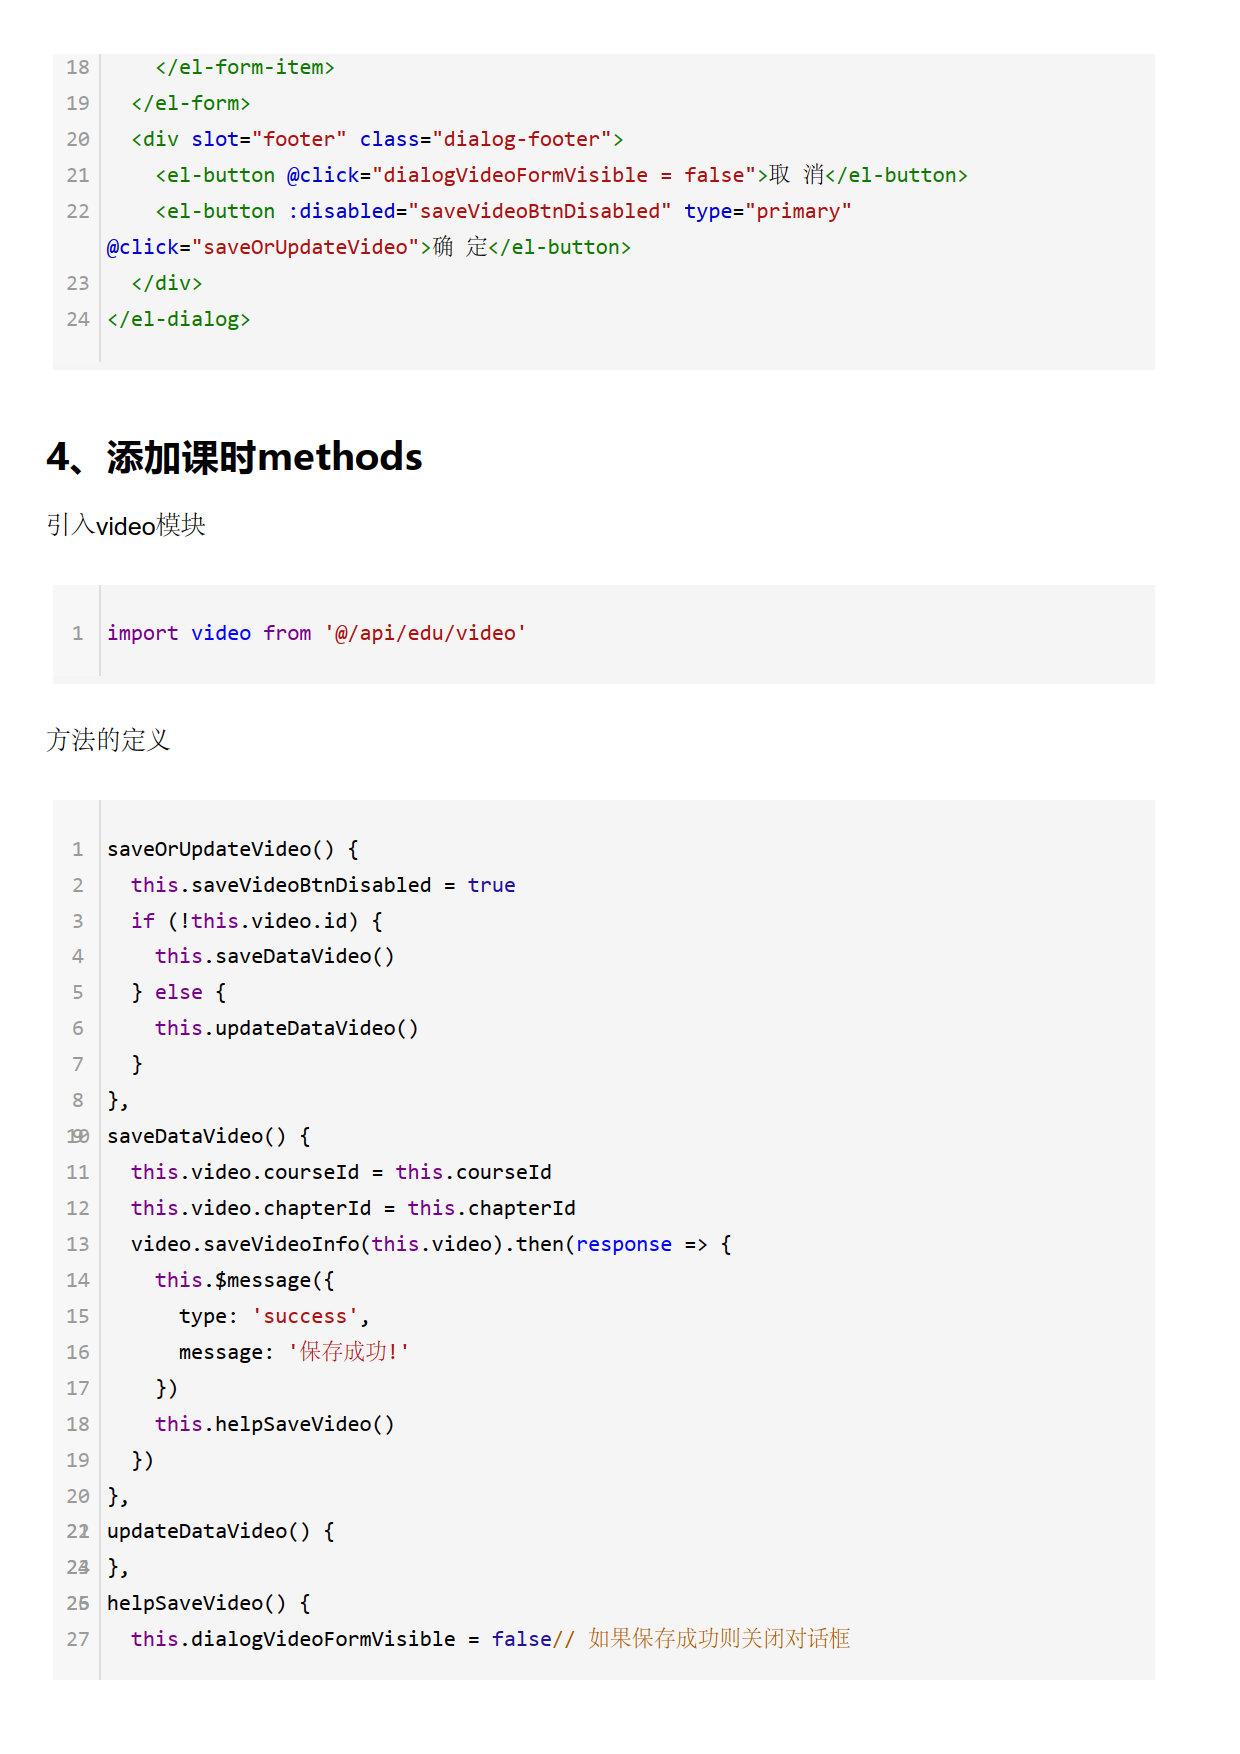 18     </el-form-item>
19   </el-form>
20   <div slot="footer" class="dialog-footer">
21     <el-button @click="dialogVideoFormVisible = false">取 消</el-button>
22     <el-button :disabled="saveVideoBtnDisabled" type="primary"
@click="saveOrUpdateVideo">确 定</el-button>
23   </div>
24 </el-dialog>
4、添加课时methods
引入video模块
1 import video from '@/api/edu/video'
方法的定义
1 saveOrUpdateVideo() {
2   this.saveVideoBtnDisabled = true
3   if (!this.video.id) {
4     this.saveDataVideo()
5   } else {
6     this.updateDataVideo()
7   }
8 },
saveDataVideo() {
11   this.video.courseId = this.courseId
12   this.video.chapterId = this.chapterId
13   video.saveVideoInfo(this.video).then(response => {
14     this.$message({
15       type: 'success',
16       message: '保存成功!'
17     })
18     this.helpSaveVideo()
19   })
20 },
updateDataVideo() {
},
helpSaveVideo() {
27   this.dialogVideoFormVisible = false// 如果保存成功则关闭对话框